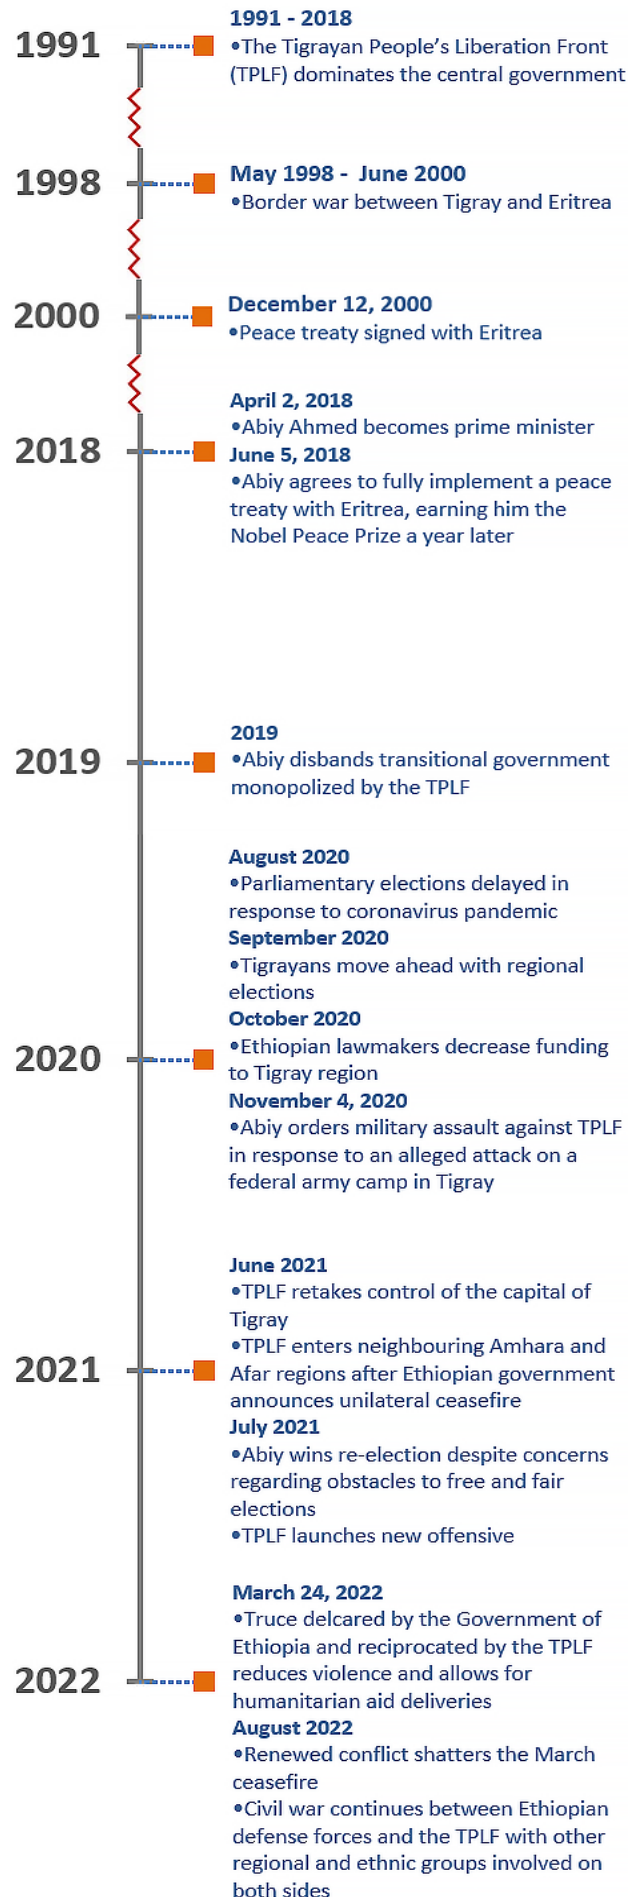 1991
1991 - 2018
•The Tigrayan People's Liberation Front
(TPLF) dominates the central government
1998
May 1998 - June 2000
•Border war between Tigray and Eritrea
2000
December 12, 2000
•Peace treaty signed with Eritrea
2018
April 2, 2018
•Abiy Ahmed becomes prime minister
June 5, 2018
•Abiy agrees to fully implement a peace
treaty with Eritrea, earning him the
Nobel Peace Prize a year later
2019
2019
•Abiy disbands transitional government
monopolized by the TPLF
2020
August 2020
•Parliamentary elections delayed in
response to coronavirus pandemic
September 2020
•Tigrayans move ahead with regional
elections
October 2020
•Ethiopian lawmakers decrease funding
to Tigray region
November 4, 2020
•Abiy orders military assault against TPLF
in response to an alleged attack on a
federal army camp in Tigray
2021
June 2021
•TPLF retakes control of the capital of
Tigray
•TPLF enters neighbouring Amhara and
Afar regions after Ethiopian government
announces unilateral ceasefire
July 2021
•Abiy wins re-election despite concerns
regarding obstacles to free and fair
elections
•TPLF launches new offensive
2022
March 24, 2022
•Truce delcared by the Government of
Ethiopia and reciprocated by the TPLF
reduces violence and allows for
humanitarian aid deliveries
August 2022
•Renewed conflict shatters the March
ceasefire
•Civil war continues between Ethiopian
defense forces and the TPLF with other
regional and ethnic groups involved on
both sides